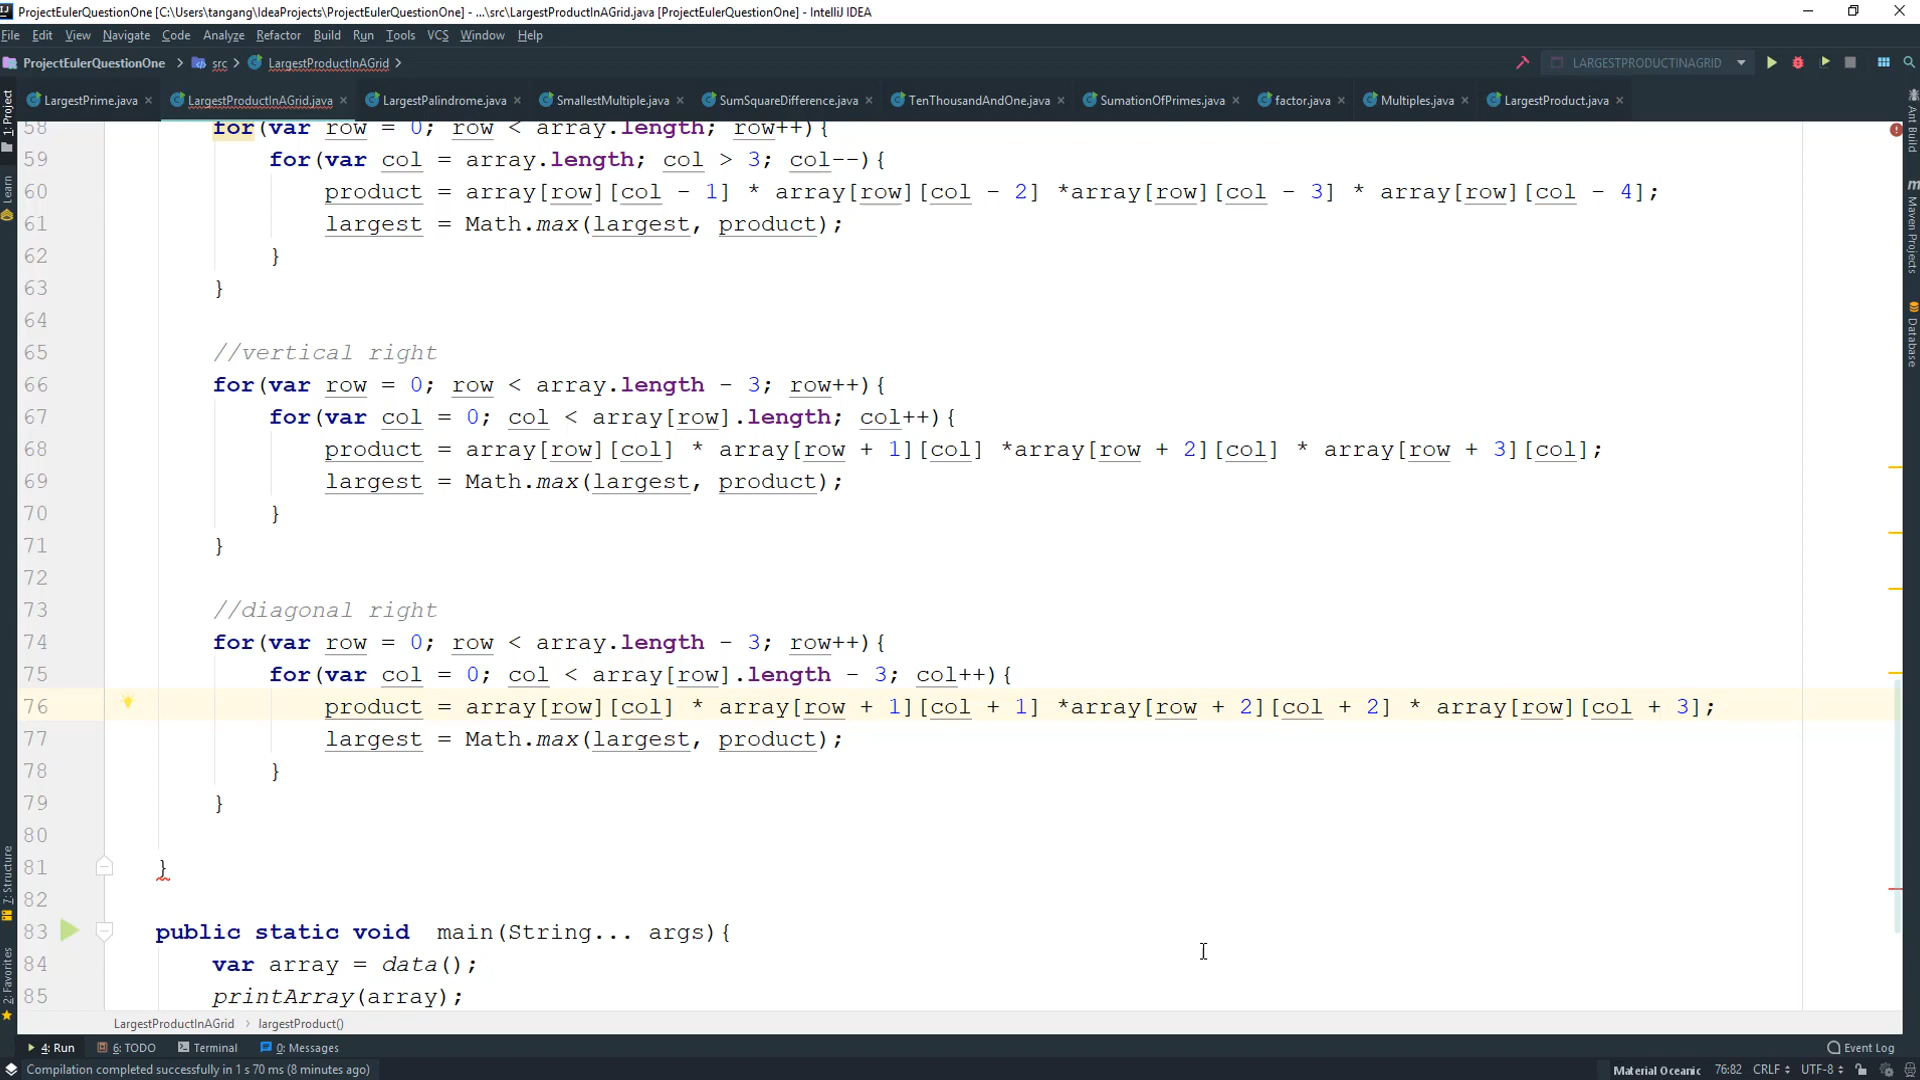 ProjectEulerQuestionOne [C:\Users\tangang\IdeaProjects\ProjectEulerQuestionOne] - ...\src\LargestProductInAGrid.java [ProjectEulerQuestionOne] - IntelliJ IDEA
File Edit View Navigate Code Analyze Refactor Build Run Tools VCS Window Help
ProjectEulerQuestionOne src LargestProductInAGrid LARGESTPRODUCTINAGRID
LargestPrime.java LargestProductInAGrid.java LargestPalindrome.java SmallestMultiple.java SumSquareDifference.java TenThousandAndOne.java SumationOfPrimes.java factor.java Multiples.java LargestProduct.java
1: Project
Learn
7: Structure
2: Favorites
Ant Build
Maven Projects
Database
58 for(var row = 0; row < array.length; row++){
59 for(var col = array.length; col > 3; col--){
60 product = array[row][col - 1] * array[row][col - 2] *array[row][col - 3] * array[row][col - 4];
61 largest = Math.max(largest, product);
62 }
63 }
64
65 //vertical right
66 for(var row = 0; row < array.length - 3; row++){
67 for(var col = 0; col < array[row].length; col++){
68 product = array[row][col] * array[row + 1][col] *array[row + 2][col] * array[row + 3][col];
69 largest = Math.max(largest, product);
70 }
71 }
72
73 //diagonal right
74 for(var row = 0; row < array.length - 3; row++){
75 for(var col = 0; col < array[row].length - 3; col++){
76 product = array[row][col] * array[row + 1][col + 1] *array[row + 2][col + 2] * array[row][col + 3];
77 largest = Math.max(largest, product);
78 }
79 }
80
81 }
82
83 public static void main(String... args){
84 var array = data();
85 printArray(array);
LargestProductInAGrid largestProduct()
4: Run 6: TODO Terminal 0: Messages Event Log
Compilation completed successfully in 1 s 70 ms (8 minutes ago) Material Oceanic 76:82 CRLF UTF-8